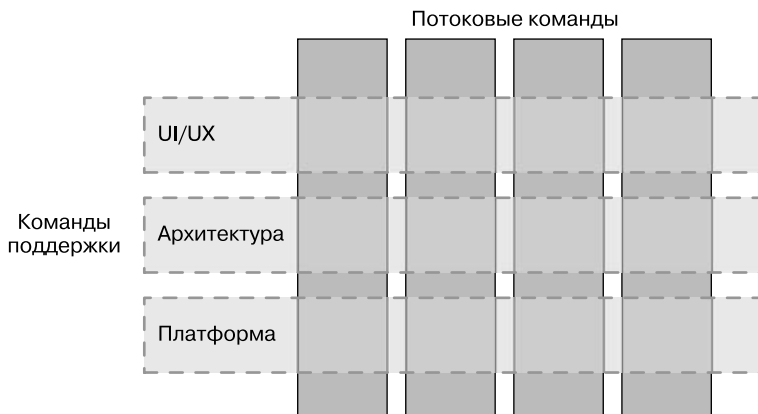 Потоковые команды
UI/UX
Команды
поддержки
Архитектура
Платформа